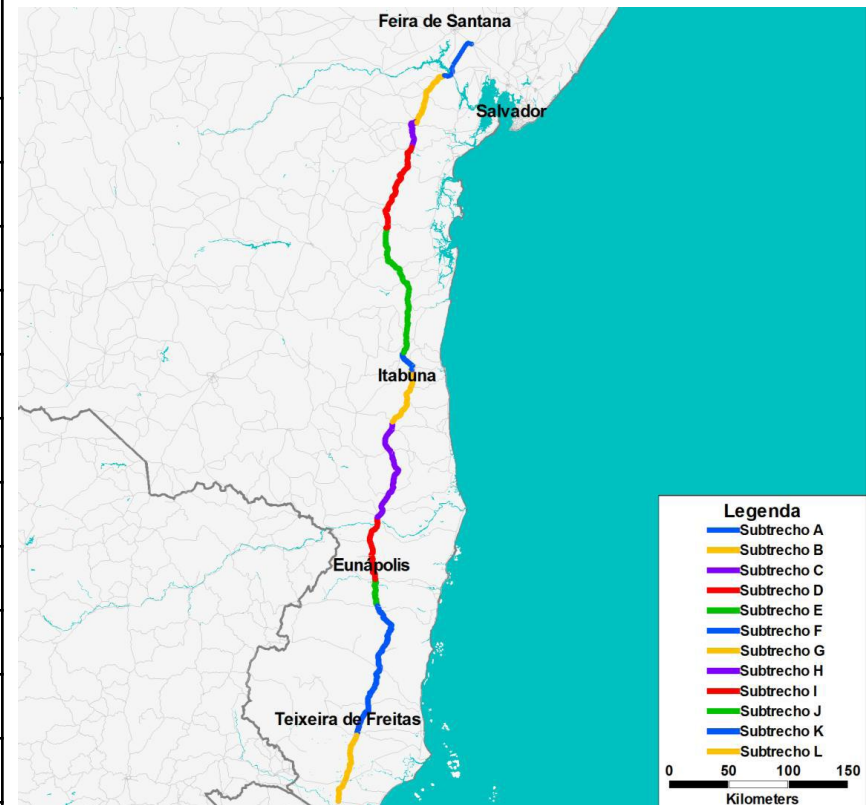 Feira de Santana
Salvador
Itabuna
Eunápolis
Teixeira de Freitas
Legenda
Subtrecho A
Subtrecho B
Subtrecho C
Subtrecho D
Subtrecho E
Subtrecho F
Subtrecho G
Subtrecho H
Subtrecho I
Subtrecho J
Subtrecho K
Subtrecho L
0 50 100 150
Kilometers